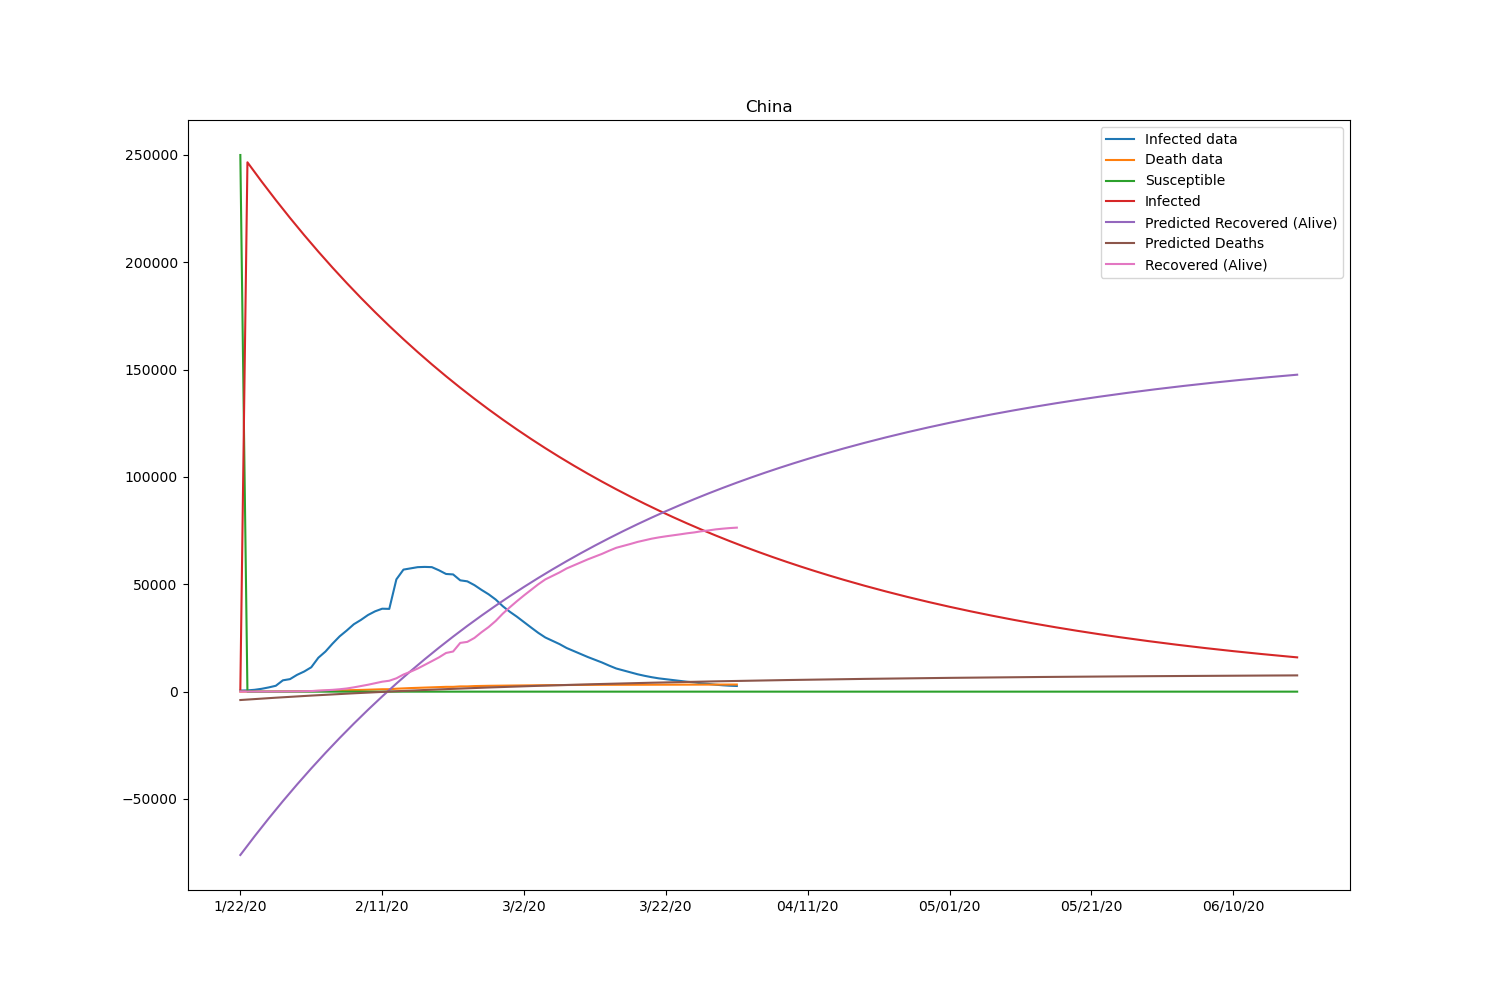 China
Infected data
Death data
Susceptible
Infected
Predicted Recovered (Alive)
Predicted Deaths
Recovered (Alive)
250000
200000
150000
100000
50000
0
−50000
1/22/20 2/11/20 3/2/20 3/22/20 04/11/20 05/01/20 05/21/20 06/10/20